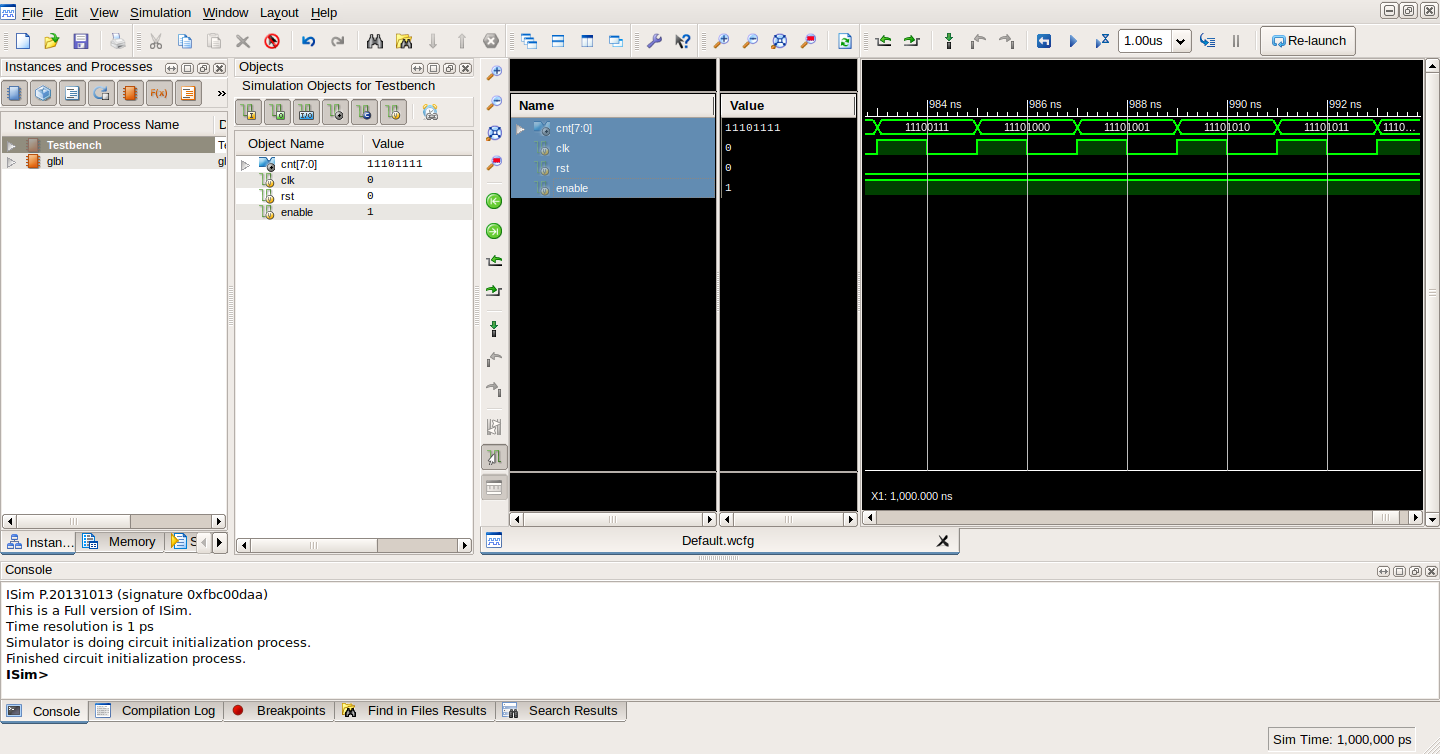 File Edit View Simulation Window Layout Help
1.00us
Re-launch
Instances and Processes
Objects
Simulation Objects for Testbench
F(x)
»
Instance and Process Name
Testbench
glbl
gl
Object Name Value
cnt[7:0] 11101111
clk 0
rst 0
enable 1
Name Value
cnt[7:0] 11101111
clk 0
rst 0
enable 1
984 ns 986 ns 988 ns 990 ns 992 ns
11100111 11101000 11101001 11101010 11101011 1110...
X1: 1,000.000 ns
Instan... Memory S
Default.wcfg
Console
ISim P.20131013 (signature 0xfbc00daa)
This is a Full version of ISim.
Time resolution is 1 ps
Simulator is doing circuit initialization process.
Finished circuit initialization process.
ISim>
Console Compilation Log Breakpoints Find in Files Results Search Results
Sim Time: 1,000,000 ps